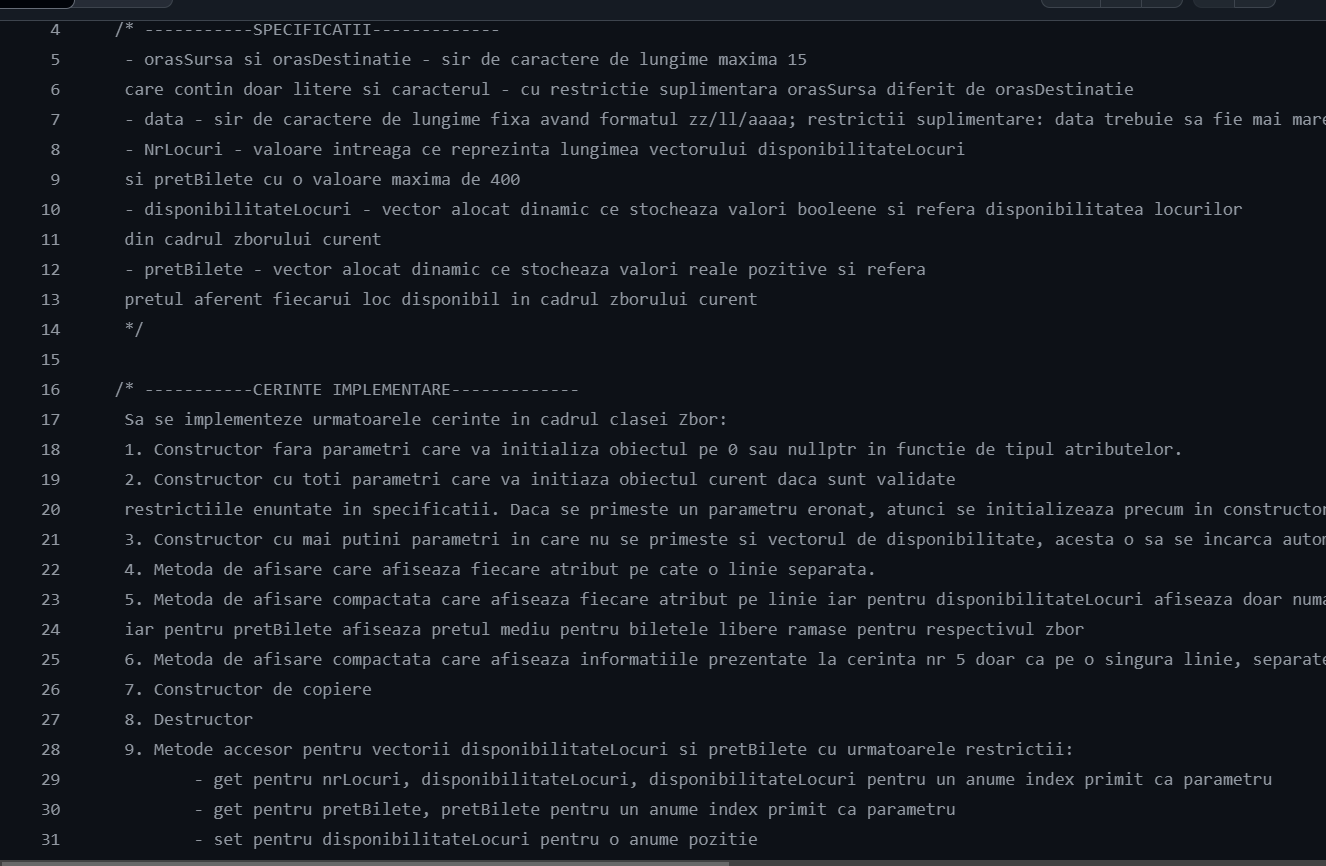 4 /* -----------SPECIFICATII-------------
5 - orasSursa si orasDestinatie - sir de caractere de lungime maxima 15
6 care contin doar litere si caracterul - cu restrictie suplimentara orasSursa diferit de orasDestinatie
7 - data - sir de caractere de lungime fixa avand formatul zz/ll/aaaa; restrictii suplimentare: data trebuie sa fie mai mare
8 - NrLocuri - valoare intreaga ce reprezinta lungimea vectorului disponibilitateLocuri
9 si pretBilete cu o valoare maxima de 400
10 - disponibilitateLocuri - vector alocat dinamic ce stocheaza valori booleene si refera disponibilitatea locurilor
11 din cadrul zborului curent
12 - pretBilete - vector alocat dinamic ce stocheaza valori reale pozitive si refera
13 pretul aferent fiecarui loc disponibil in cadrul zborului curent
14 */
15
16 /* -----------CERINTE IMPLEMENTARE-------------
17 Sa se implementeze urmatoarele cerinte in cadrul clasei Zbor:
18 1. Constructor fara parametri care va initializa obiectul pe 0 sau nullptr in functie de tipul atributelor.
19 2. Constructor cu toti parametri care va initiaza obiectul curent daca sunt validate
20 restrictiile enuntate in specificatii. Daca se primeste un parametru eronat, atunci se initializeaza precum in constructor
21 3. Constructor cu mai putini parametri in care nu se primeste si vectorul de disponibilitate, acesta o sa se incarca
22 4. Metoda de afisare care afiseaza fiecare atribut pe cate o linie separata.
23 5. Metoda de afisare compactata care afiseaza fiecare atribut pe linie iar pentru disponibilitateLocuri afiseaza doar
24 iar pentru pretBilete afiseaza pretul mediu pentru biletele libere ramase pentru respectivul zbor
25 6. Metoda de afisare compactata care afiseaza informatiile prezentate la cerinta nr 5 doar ca pe o singura linie, separate
26 7. Constructor de copiere
27 8. Destructor
28 9. Metode accesor pentru vectorii disponibilitateLocuri si pretBilete cu urmatoarele restrictii:
29 - get pentru nrLocuri, disponibilitateLocuri, disponibilitateLocuri pentru un anume index primit ca parametru
30 - get pentru pretBilete, pretBilete pentru un anume index primit ca parametru
31 - set pentru disponibilitateLocuri pentru o anume pozitie